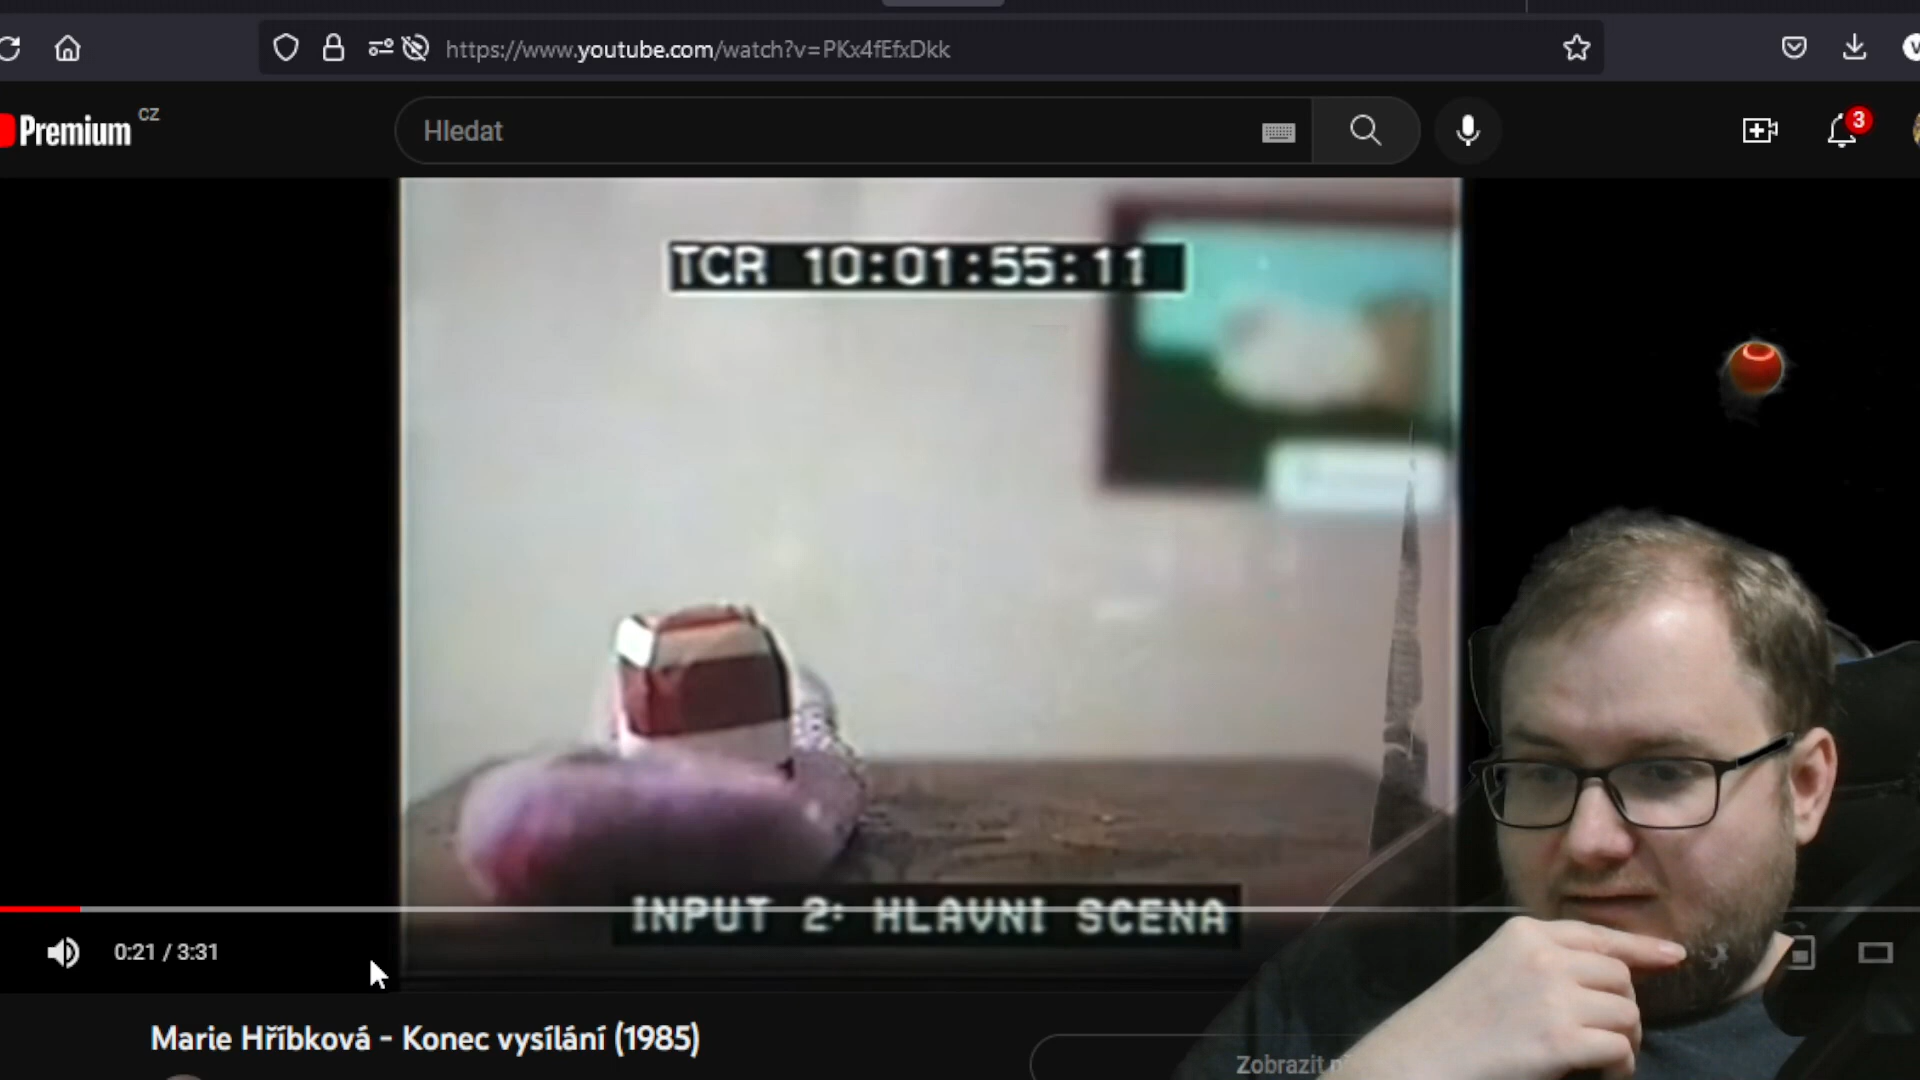 https://www.youtube.com/watch?v=PKx4fEfxDkk
Premium CZ
Hledat
3
TCR 10:01:55:11
INPUT 2: HLAVNI SCENA
0:21 / 3:31
Marie Hříbková - Konec vysílání (1985)
Zobrazit